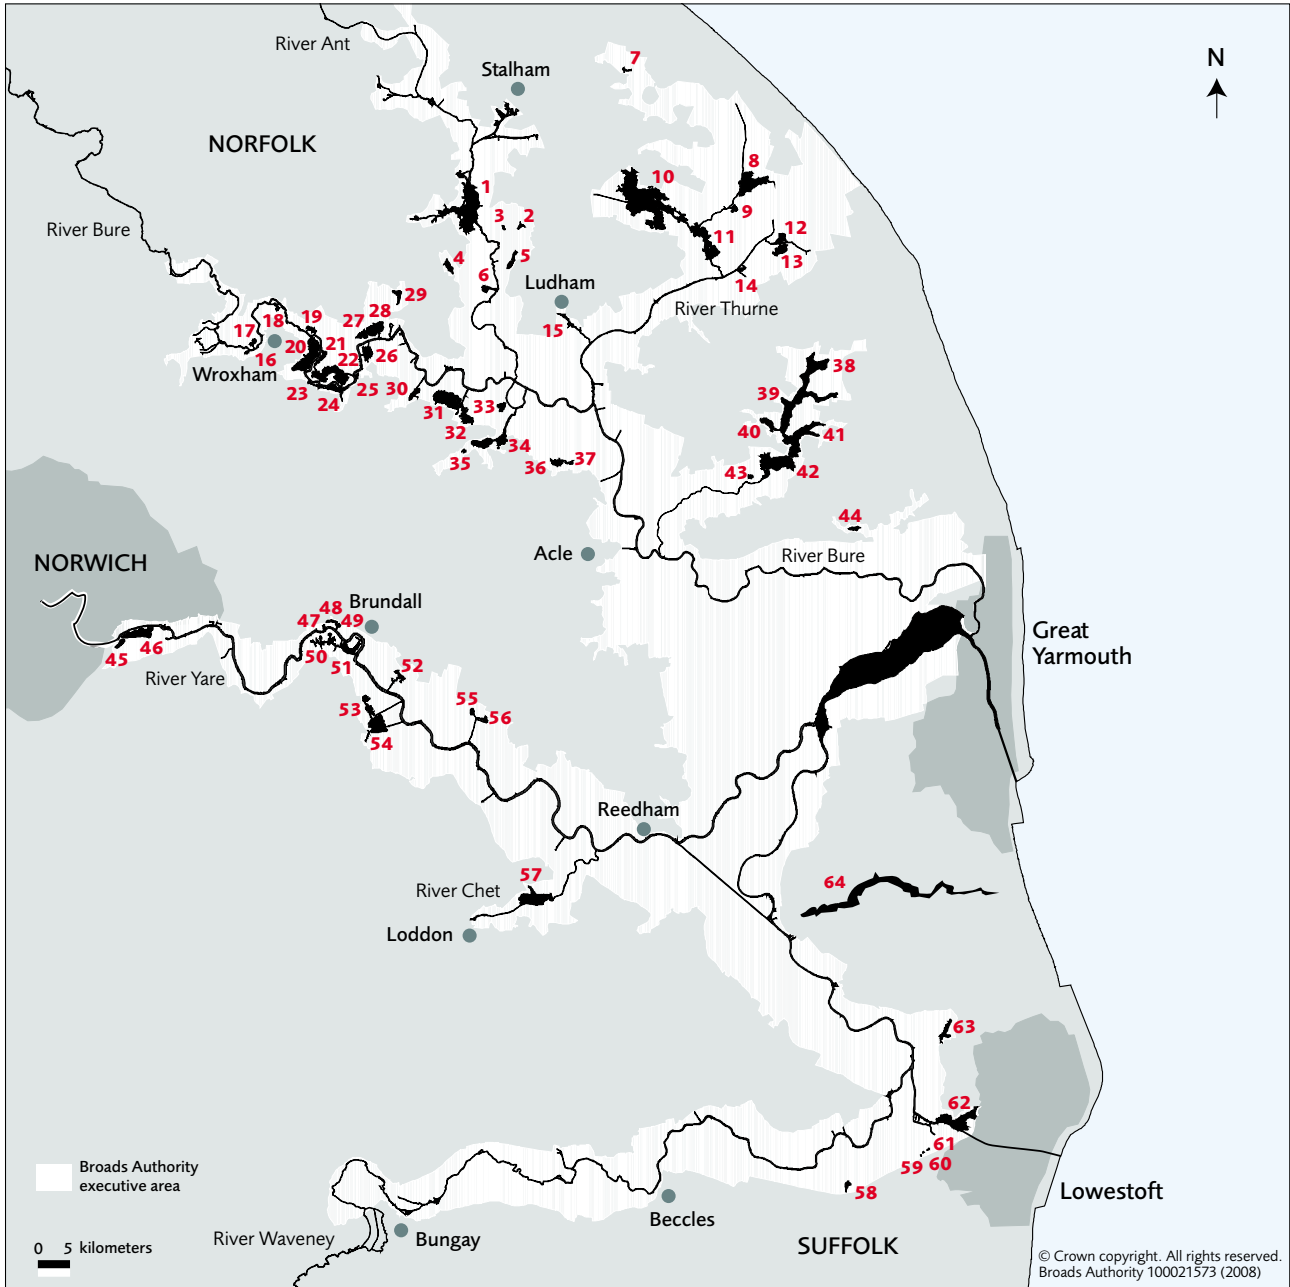 River Ant
Stalham
7
N
NORFOLK
8
10
1
River Bure
3
2
9
12
11
4
5
13
6
14
Ludham
29
River Thurne
28
18
19
27
15
17
21
20
16
22
26
38
Wroxham
25
23
30
39
24
31
33
40
41
32
34
35
36
37
43
42
44
Acle
River Bure
NORWICH
Brundall
48
47
49
Great
Yarmouth
46
45
50
51
River Yare
52
55
53
56
54
Reedham
57
River Chet
64
Loddon
63
62
61
59
60
Broads Authority
executive area
58
Lowestoft
Beccles
River Waveney
Bungay
SUFFOLK
0 5 kilometers
© Crown copyright. All rights reserved.
Broads Authority 100021573 (2008)